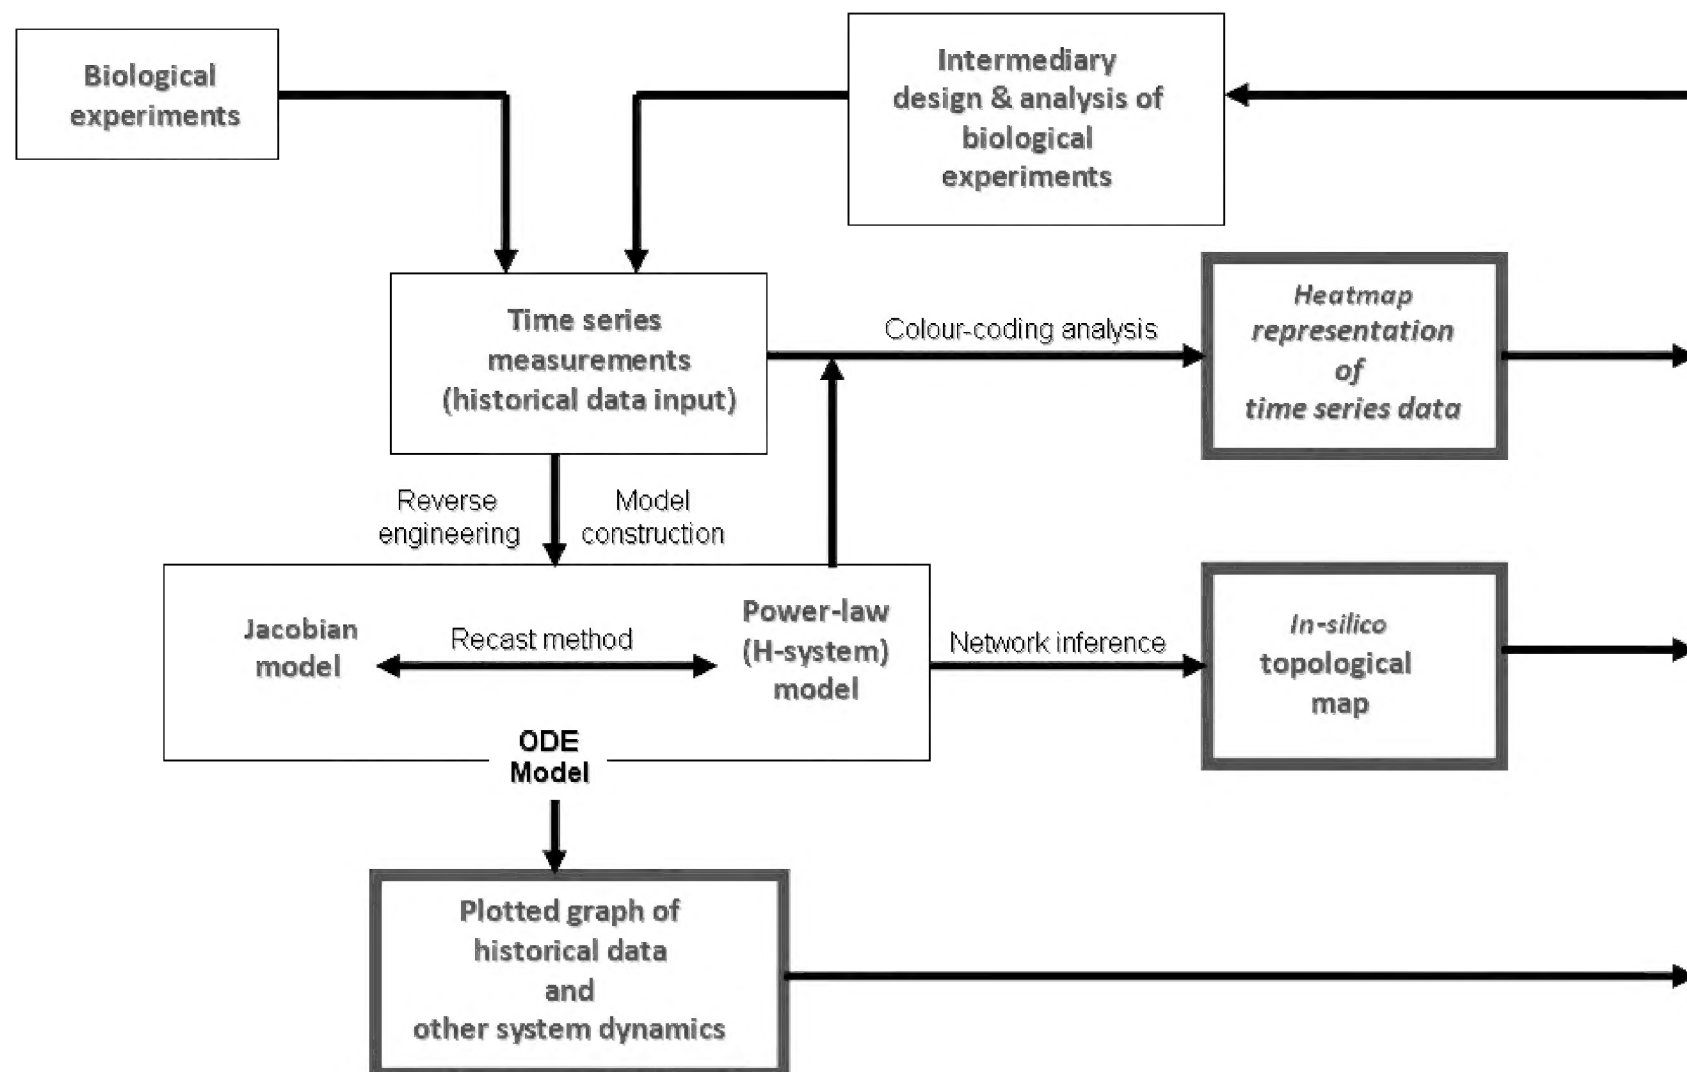 Biological
experiments
Intermediary
design & analysis of
biological
experiments
Time series
measurements
(historical data input)
Colour-coding analysis
Heatmap
representation
of
time series data
Reverse
engineering
Model
construction
Jacobian
model
Recast method
Power-law
(H-system)
model
Network inference
In-silico
topological
map
ODE
Model
Plotted graph of
historical data
and
other system dynamics